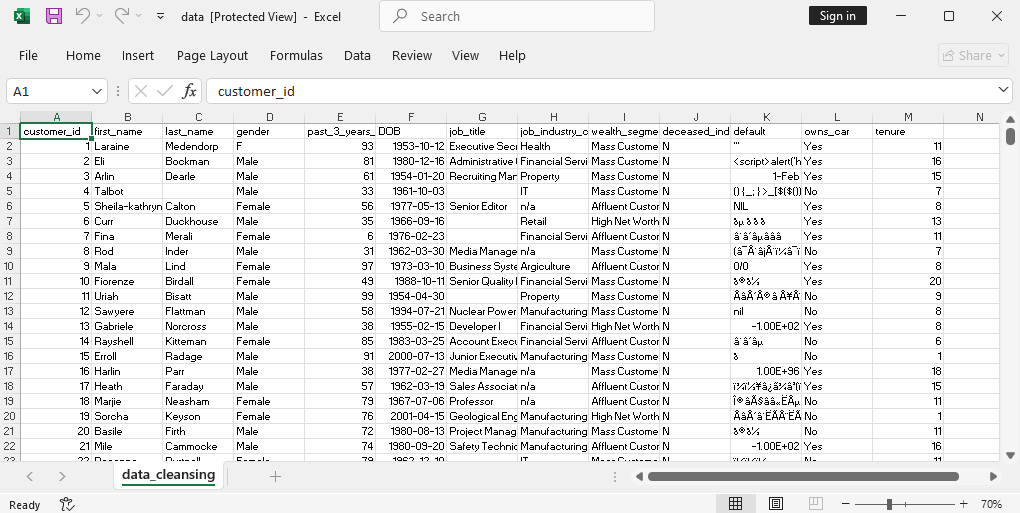 data [Protected View] - Excel
Search
Sign in
File Home Insert Page Layout Formulas Data Review View Help Share
A1 fx customer_id
A B C D E F G H I J K L M N
1 customer_id first_name last_name gender past_3_years_ DOB job_title job_industry_c wealth_segme deceased_ind default owns_car tenure
2 1 Laraine Medendorp F 93 1953-10-12 Executive Sec Health Mass Custome N "' Yes 11
3 2 Eli Bockman Male 81 1980-12-16 Administrative Financial Servi Mass Custome N <script>alert('h Yes 16
4 3 Arlin Dearle Male 61 1954-01-20 Recruiting Man Property Mass Custome N 1-Feb Yes 15
5 4 Talbot Male 33 1961-10-03 IT Mass Custome N () {_; } >_[$($()) No 7
6 5 Sheila-kathryn Calton Female 56 1977-05-13 Senior Editor n/a Affluent Custor N NIL Yes 8
7 6 Curr Duckhouse Male 35 1966-09-16 Retail High Net Worth N Yes 13
8 7 Fina Merali Female 6 1976-02-23 Financial Servi Affluent Custor N Yes 11
9 8 Rod Inder Male 31 1962-03-30 Media Manage n/a Mass Custome N No 7
10 9 Mala Lind Female 97 1973-03-10 Business Syste Argiculture Affluent Custor N 0/0 Yes 8
11 10 Fiorenze Birdall Female 49 1988-10-11 Senior Quality Financial Servi Mass Custome N Yes 20
12 11 Uriah Bisatt Male 99 1954-04-30 Property Mass Custome N No 9
13 12 Sawyere Flattman Male 58 1994-07-21 Nuclear Power Manufacturing Mass Custome N nil No 8
14 13 Gabriele Norcross Male 38 1955-02-15 Developer I Financial Servi High Net Worth N -1.00E+02 Yes 8
15 14 Rayshell Kitteman Female 85 1983-03-25 Account Execu Financial Servi Affluent Custor N No 6
16 15 Erroll Radage Male 91 2000-07-13 Junior Executiv Manufacturing Mass Custome N No 1
17 16 Harlin Parr Male 38 1977-02-27 Media Manage n/a Mass Custome N 1.00E+96 Yes 18
18 17 Heath Faraday Male 57 1962-03-19 Sales Associat n/a Affluent Custor N Yes 15
19 18 Marjie Neasham Female 79 1967-07-06 Professor n/a Affluent Custor N No 11
20 19 Sorcha Keyson Female 76 2001-04-15 Geological Eng Manufacturing High Net Worth N No 1
21 20 Basile Firth Male 72 1980-08-13 Project Manag Manufacturing Mass Custome N No 11
22 21 Mile Cammocke Male 74 1980-09-20 Safety Technic Manufacturing Affluent Custor N -1.00E+02 Yes 16
data_cleansing
Ready 70%